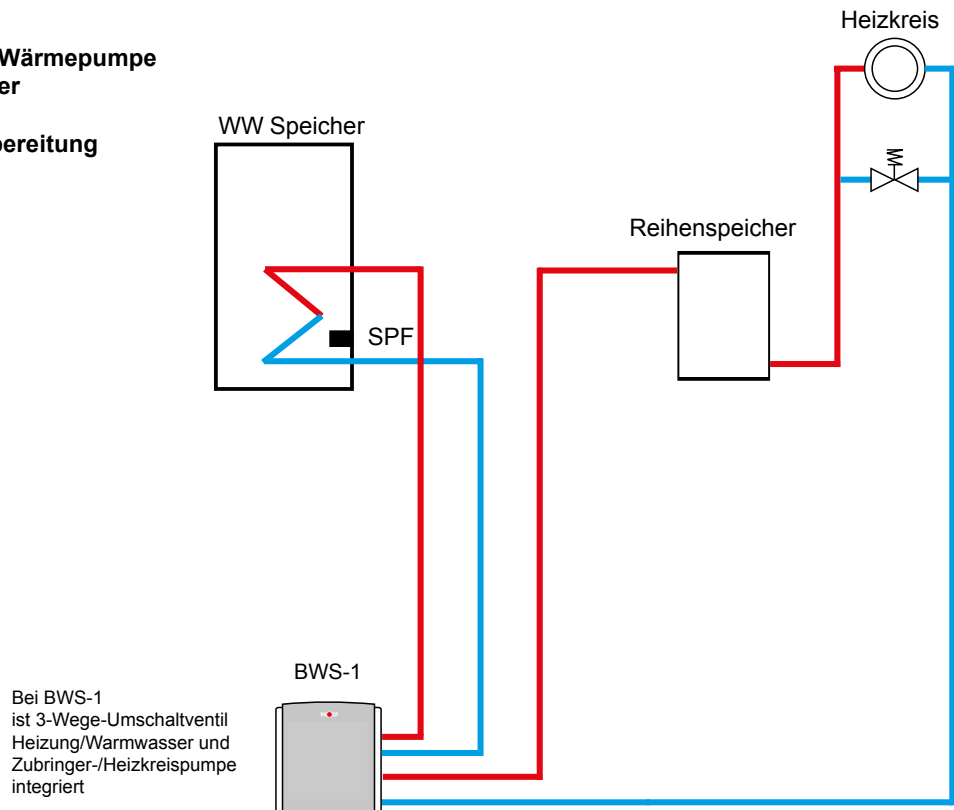 Wärmepumpe
er
bereitung
Heizkreis
WW Speicher
Reihenspeicher
SPF
BWS-1
Bei BWS-1
ist 3-Wege-Umschaltventil
Heizung/Warmwasser und
Zubringer-/Heizkreispumpe
integriert